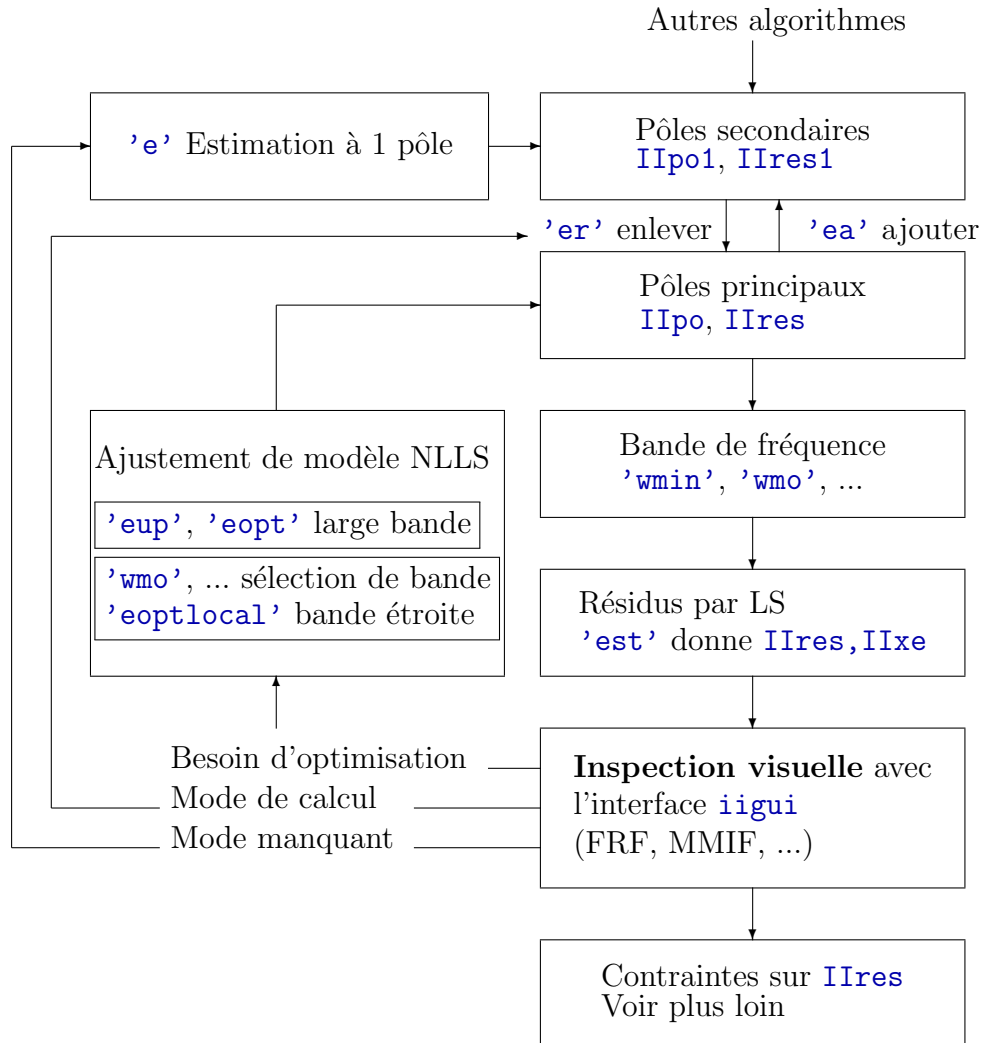 Autres algorithmes
'e' Estimation à 1 pôle
Pôles secondaires
IIpo1, IIres1
'er' enlever
'ea' ajouter
Pôles principaux
IIpo, IIres
Ajustement de modèle NLLS
'eup', 'eopt' large bande
'wmo', ... sélection de bande
'eoptlocal' bande étroite
Bande de fréquence
'wmin', 'wmo', ...
Résidus par LS
'est' donne IIres,IIxe
Besoin d'optimisation
Mode de calcul
Mode manquant
Inspection visuelle avec
l'interface iigui
(FRF, MMIF, ...)
Contraintes sur IIres
Voir plus loin